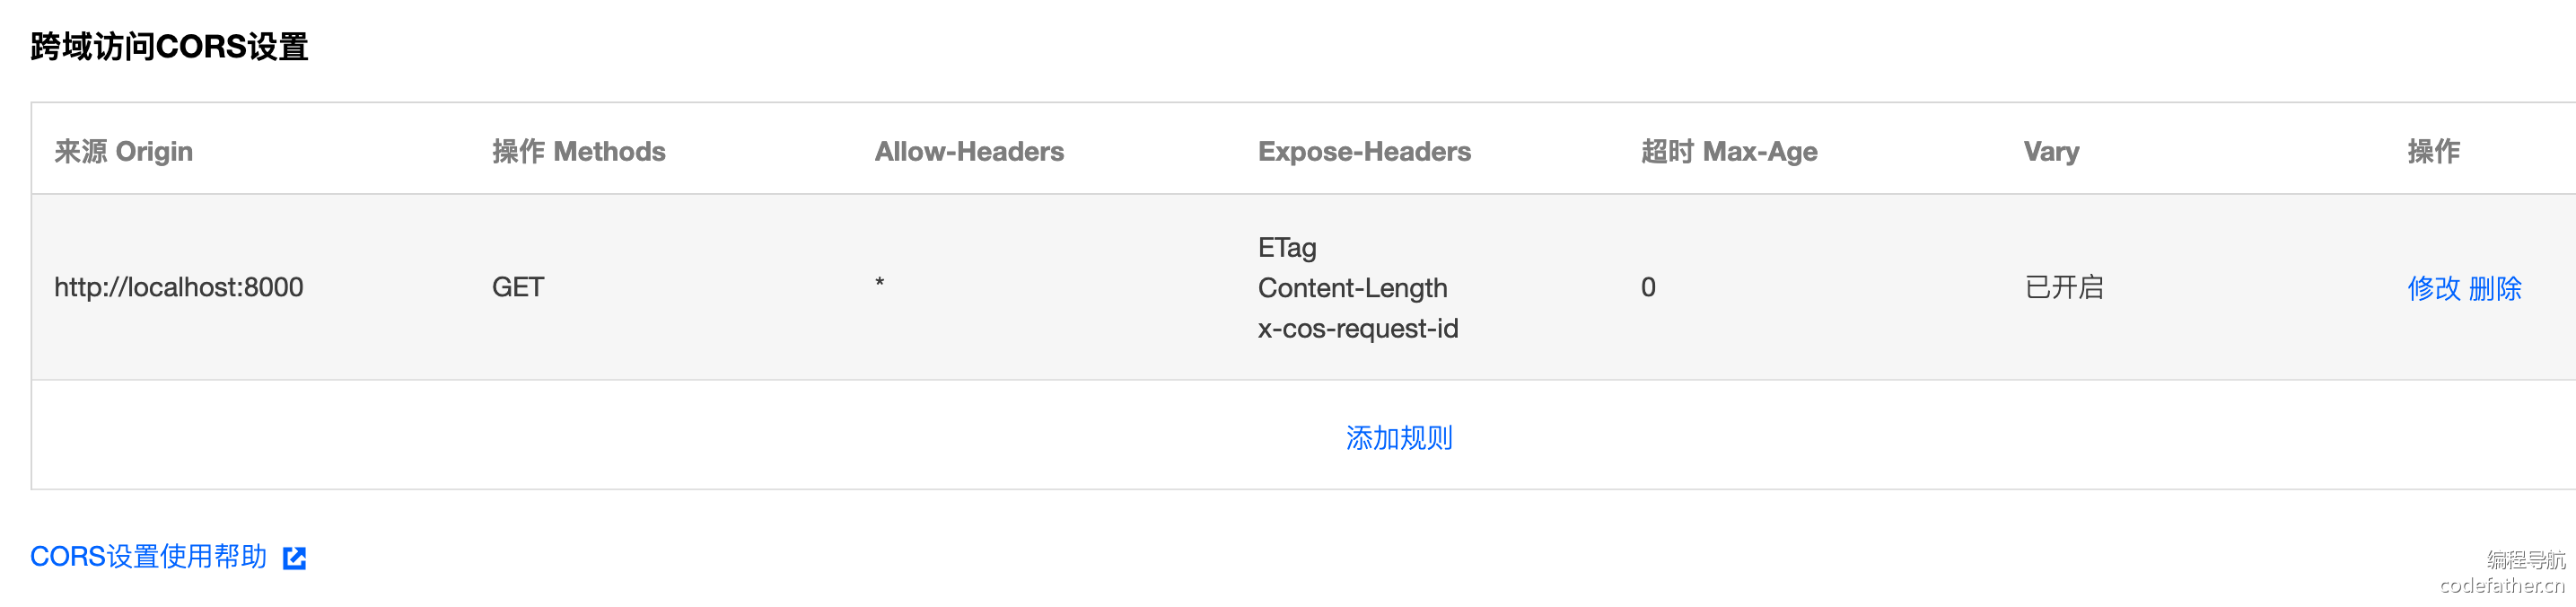 跨域访问CORS设置
来源 Origin 操作 Methods Allow-Headers Expose-Headers 超时 Max-Age Vary 操作
http://localhost:8000 GET * ETag 0 已开启 修改 删除
Content-Length
x-cos-request-id
添加规则
CORS设置使用帮助
编程导航
codefather.cn